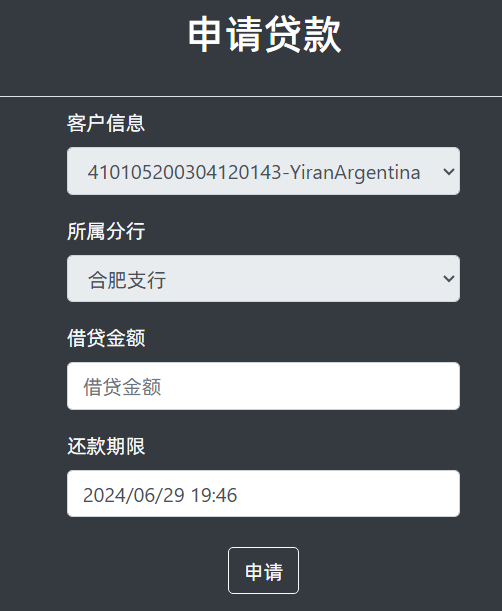 申请贷款
客户信息
410105200304120143-YiranArgentina
所属分行
合肥支行
借贷金额
借贷金额
还款期限
2024/06/29 19:46
申请